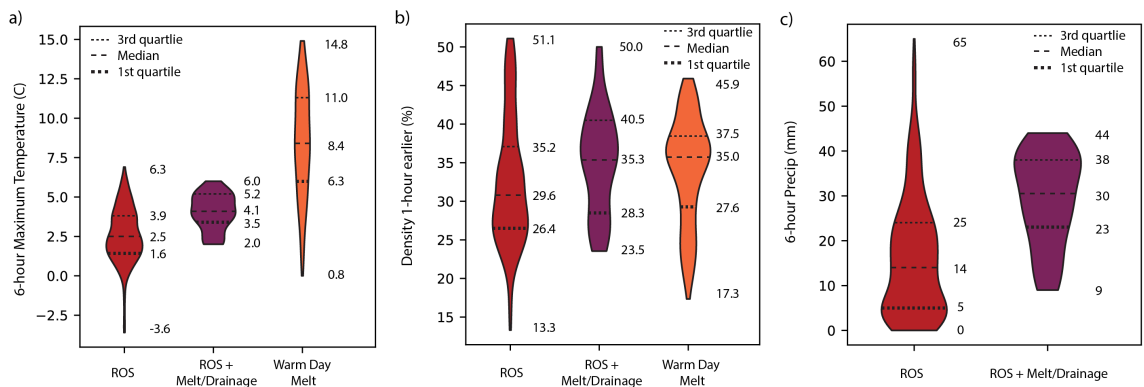 a)
6-hour Maximum Temperature (C)
15.0
12.5
10.0
7.5
5.0
2.5
0.0
−2.5
3rd quartlie
Median
1st quartile
6.3
3.9
2.5
1.6
-3.6
6.0
5.2
4.1
3.5
2.0
14.8
11.0
8.4
6.3
0.8
ROS
ROS +
Melt/Drainage
Warm Day
Melt
b)
Density 1-hour earlier (%)
50
45
40
35
30
25
20
15
3rd quartile
Median
1st quartile
51.1
35.2
29.6
26.4
13.3
50.0
40.5
35.3
28.3
23.5
45.9
37.5
35.0
27.6
17.3
ROS
ROS +
Melt/Drainage
Warm Day
Melt
c)
6-hour Precip (mm)
60
50
40
30
20
10
0
3rd quartile
Median
1st quartile
65
25
14
5
0
44
38
30
23
9
ROS
ROS + Melt/Drainage